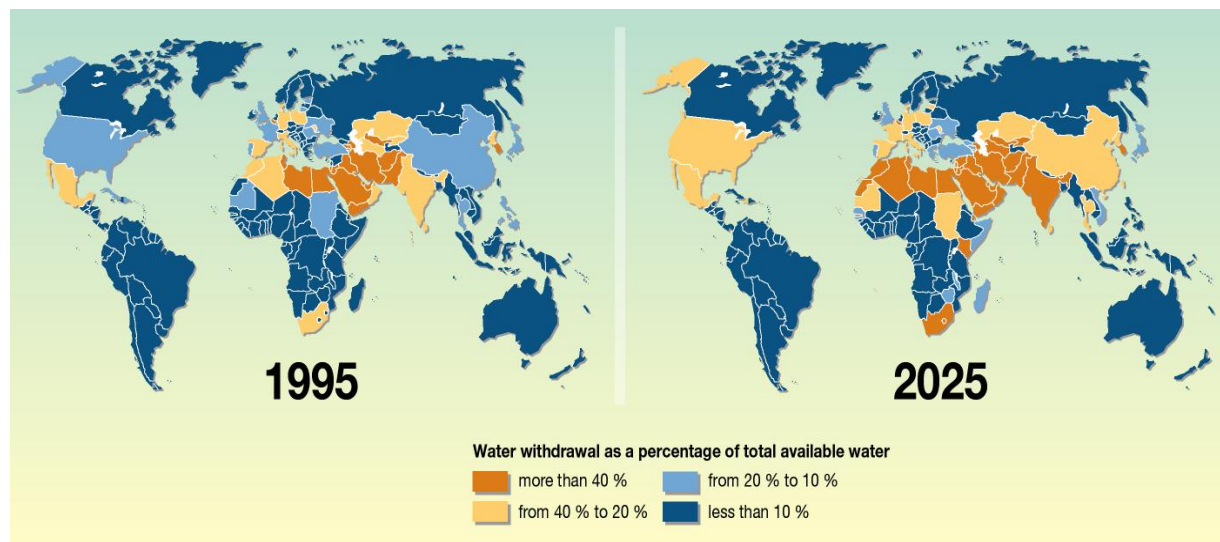 1995
2025
Water withdrawal as a percentage of total available water
more than 40 %
from 20 % to 10 %
from 40 % to 20 %
less than 10 %